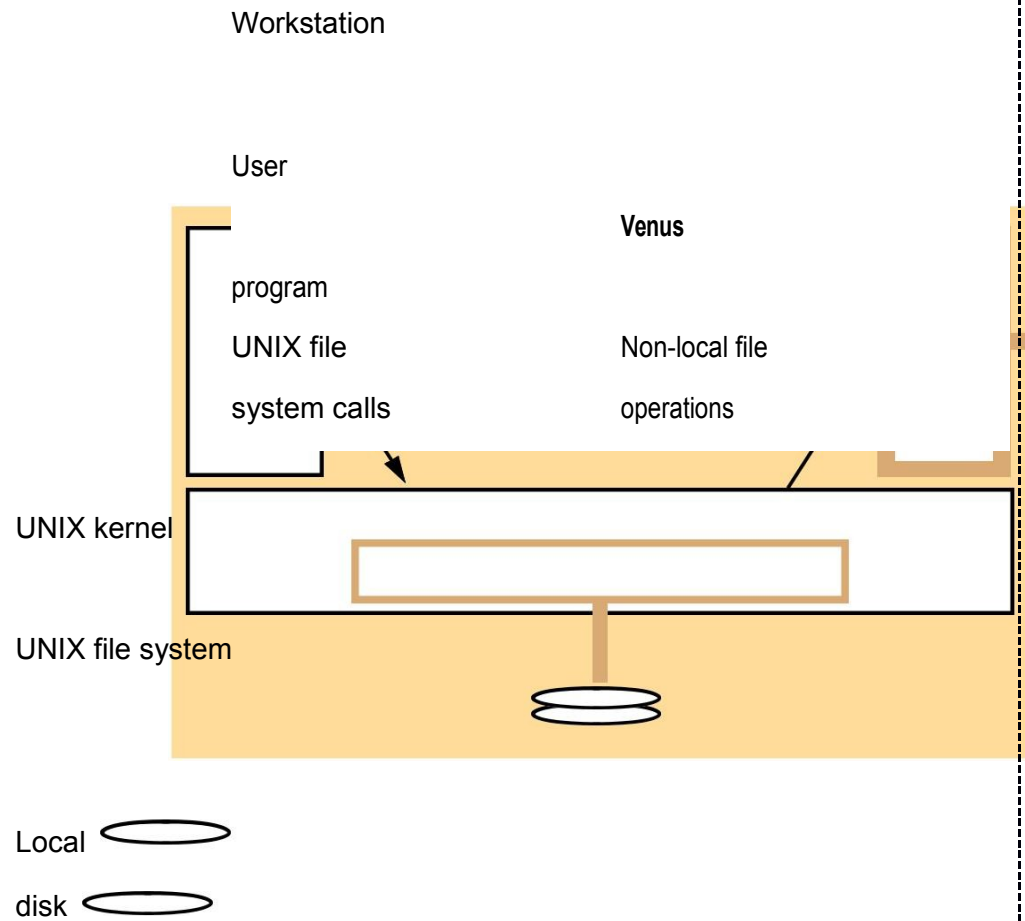 Workstation
User
Venus
program
UNIX file
Non-local file
system calls
operations
UNIX kernel
UNIX file system
Local
disk